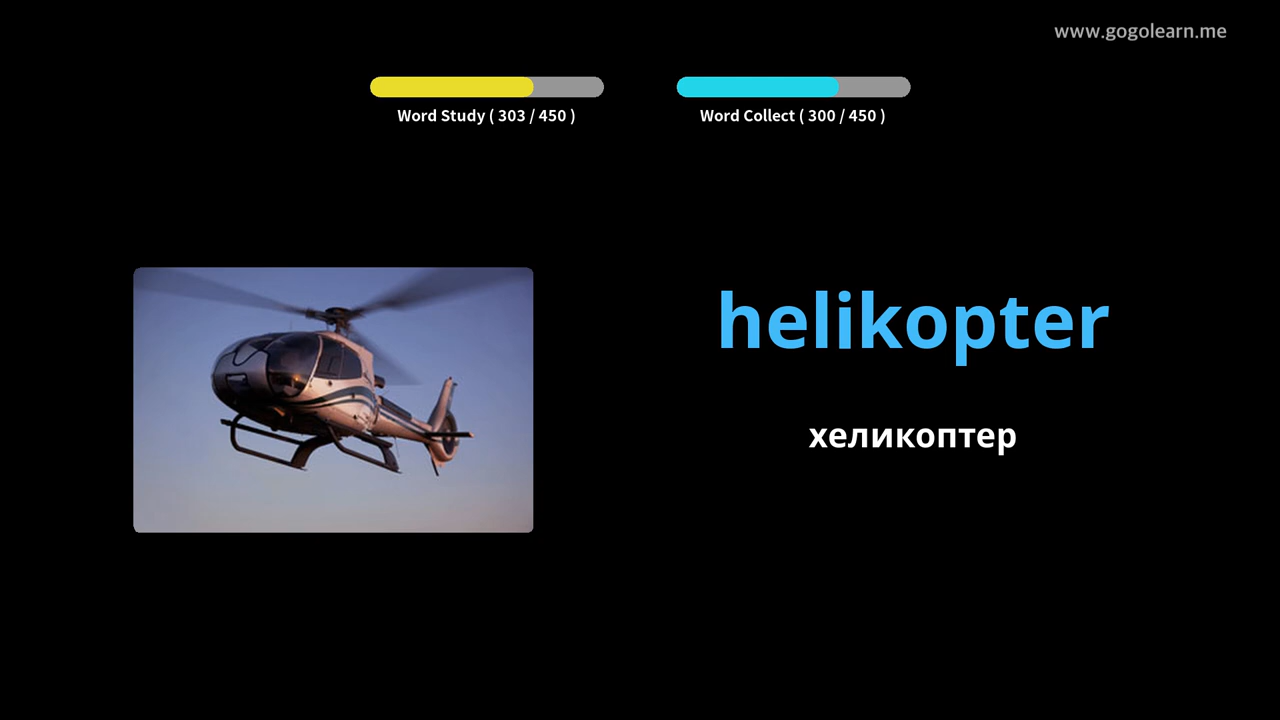 www.gogolearn.me
Word Study ( 303 / 450 )
Word Collect ( 300 / 450 )
helikopter
хеликоптер